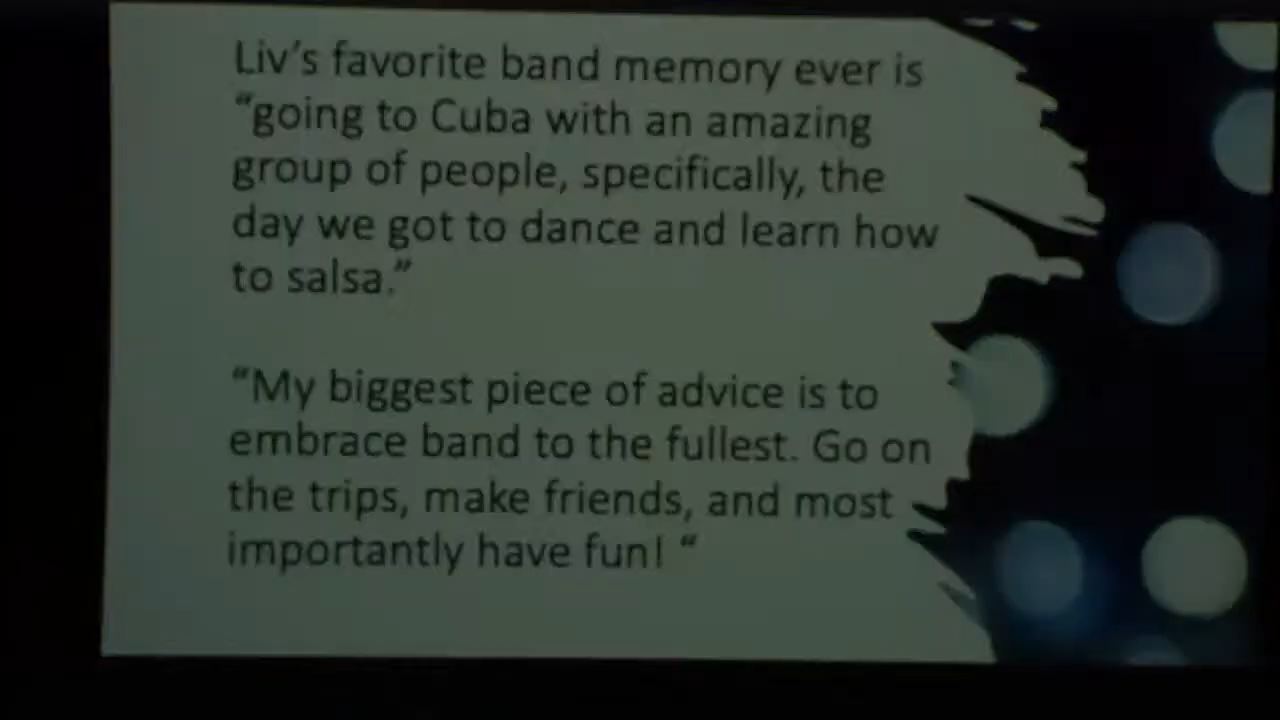 Liv’s favorite band memory ever is
“going to Cuba with an amazing
group of people, specifically, the
day we got to dance and learn how
to salsa.”
“My biggest piece of advice is to
embrace band to the fullest. Go on
the trips, make friends, and most
importantly have fun! “